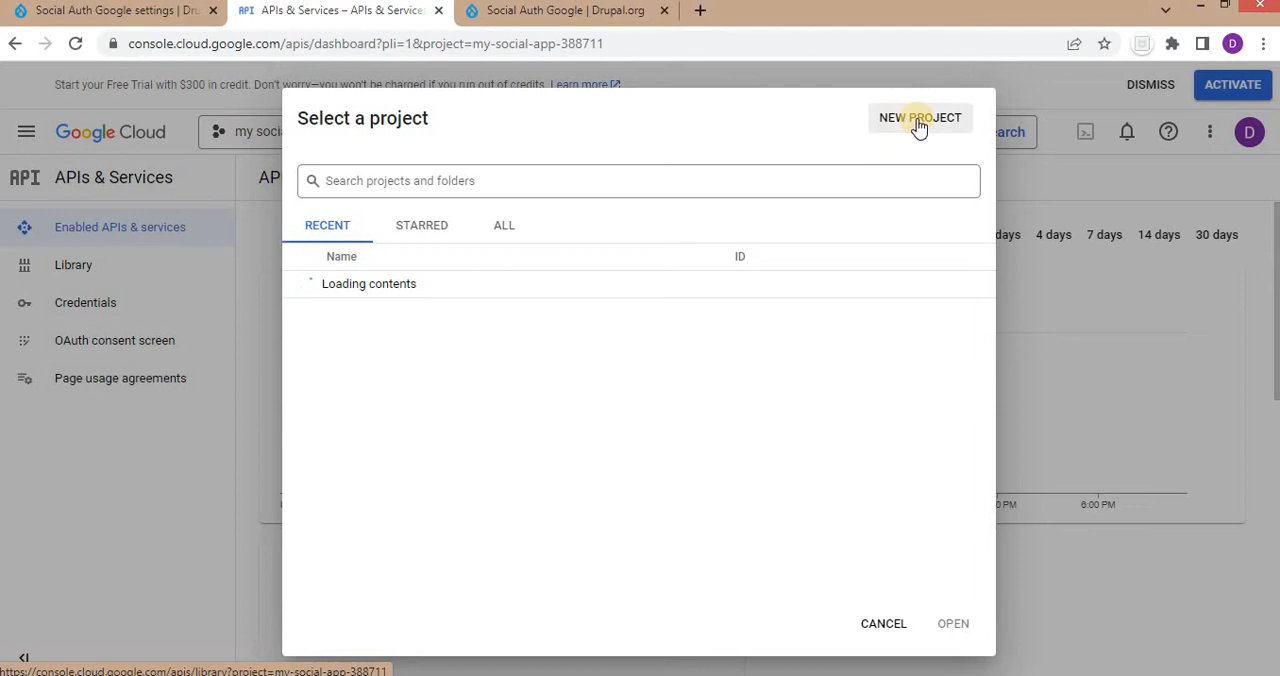 Social Auth Google settings | Dru
APIs & Services – APIs & Service
Social Auth Google | Drupal.org
console.cloud.google.com/apis/dashboard?pli=1&project=my-social-app-388711
D
Start your Free Trial with $300 in credit. Don't worry—you won't be charged if you run out of credits. Learn more
DISMISS
ACTIVATE
Google Cloud
my soci
earch
D
Select a project
NEW PROJECT
API
APIs & Services
AP
Search projects and folders
RECENT
STARRED
ALL
Enabled APIs & services
days
4 days
7 days
14 days
30 days
Name
ID
Library
Loading contents
Credentials
OAuth consent screen
Page usage agreements
0 PM
6:00 PM
CANCEL
OPEN
https://console.cloud.google.com/apis/library?project=my-social-app-388711